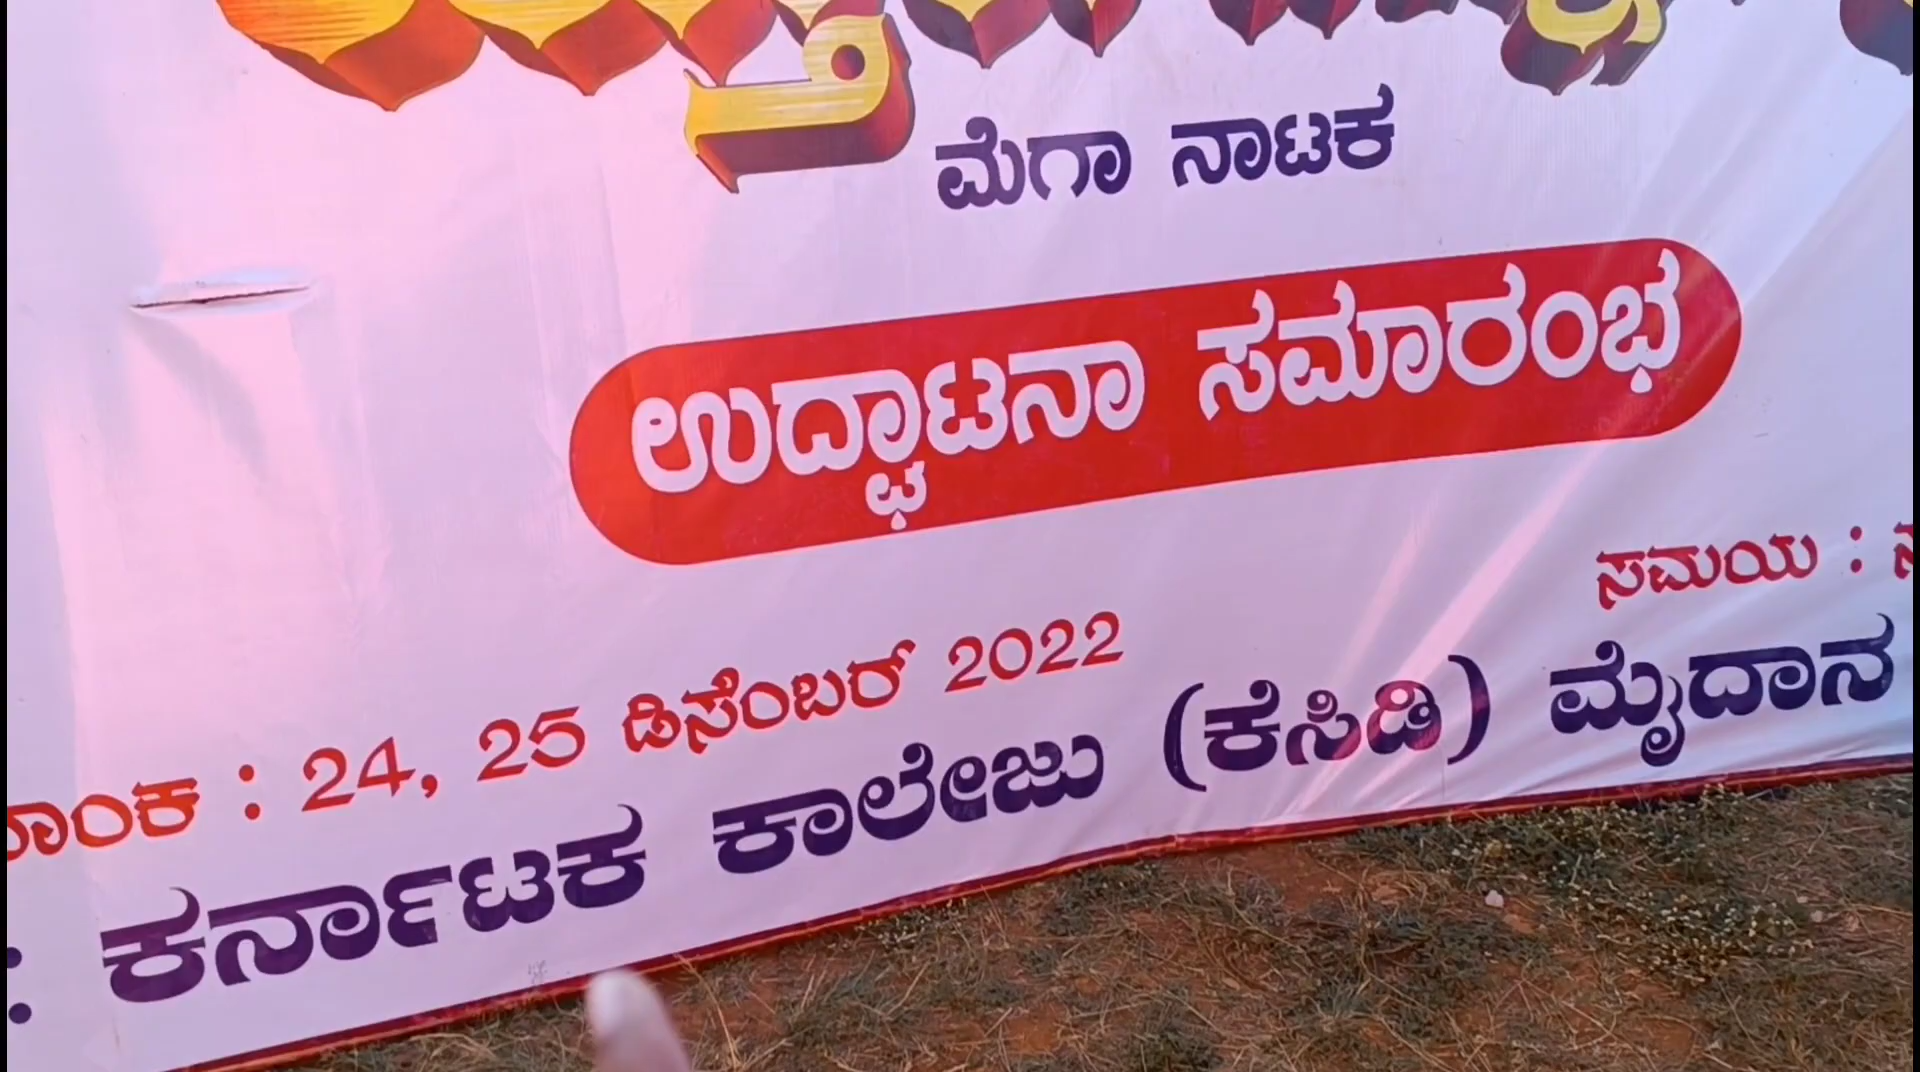 ಮೆಗಾ ನಾಟಕ
ಉದ್ಘಾಟನಾ ಸಮಾರಂಭ
ಸಮಯ :
: 24, 25 ಡಿಸೆಂಬರ್ 2022
: ಕರ್ನಾಟಕ ಕಾಲೇಜು (ಕೆಸಿಡಿ) ಮೈದಾನ